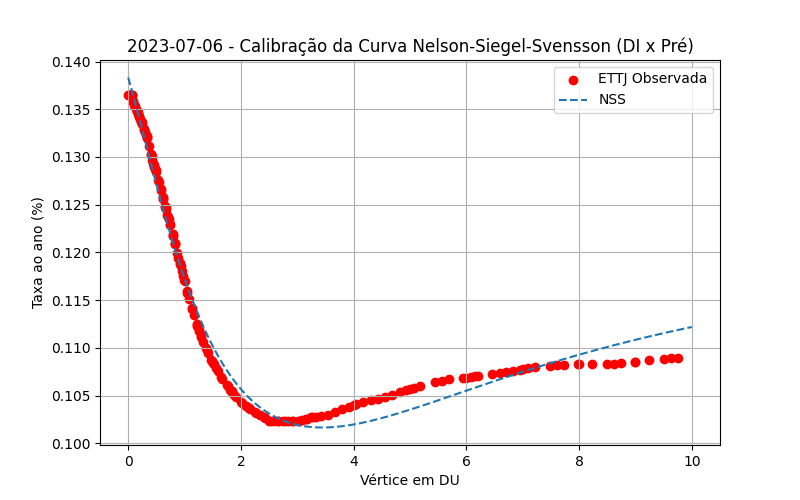 2023-07-06 - Calibração da Curva Nelson-Siegel-Svensson (DI x Pré)
0.140
0.135
0.130
0.125
0.120
0.115
0.110
0.105
0.100
Taxa ao ano (%)
ETTJ Observada
NSS
0 2 4 6 8 10
Vértice em DU